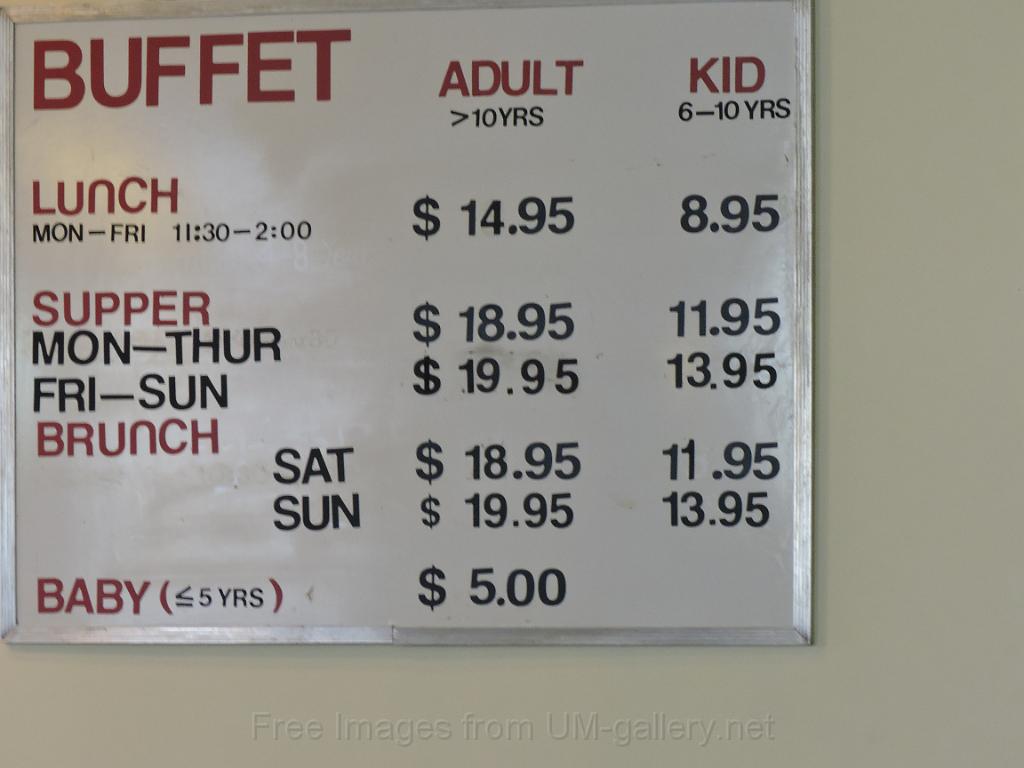 BUFFET ADULT KID
>10YRS 6-10 YRS
LUNCH $ 14.95 8.95
MON-FRI 11:30-2:00
SUPPER
MON-THUR $ 18.95 11.95
FRI-SUN $ 19.95 13.95
BRUNCH
SAT $ 18.95 11.95
SUN $ 19.95 13.95
BABY (≤5 YRS) $ 5.00
Free Images from UM-gallery.net